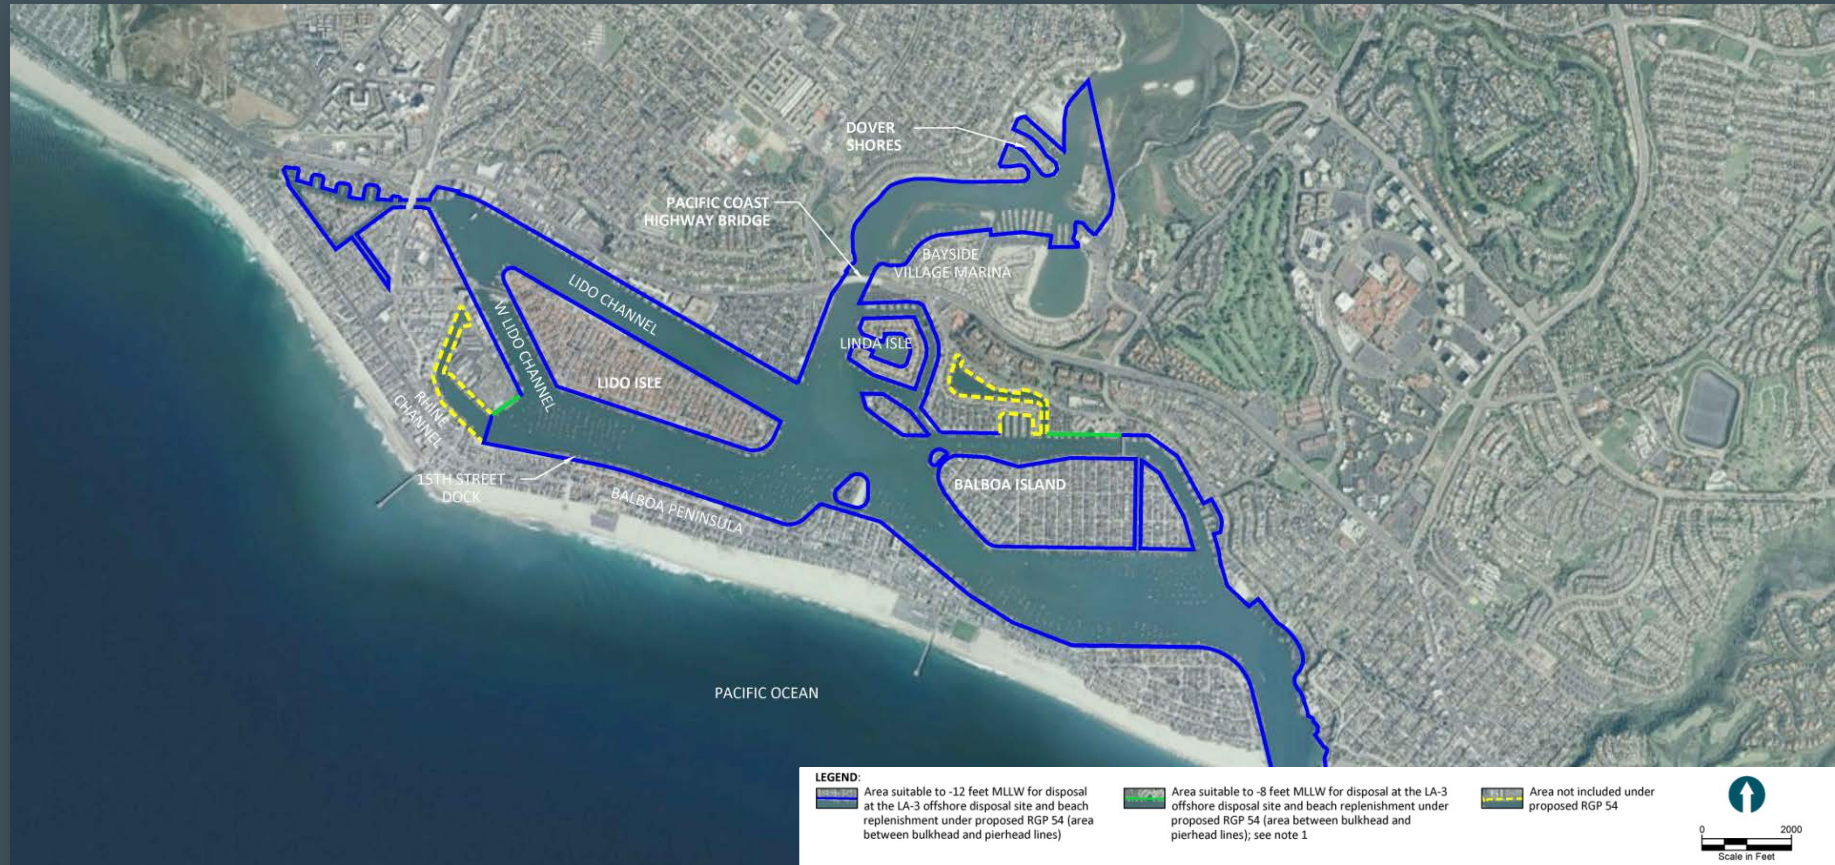 DOVER
SHORES
PACIFIC COAST
HIGHWAY BRIDGE
BAYSIDE
VILLAGE MARINA
LIDO CHANNEL
W LIDO CHANNEL
LINDA ISLE
LIDO ISLE
RHINE
CHANNEL
15TH STREET
DOCK
BALBOA PENINSULA
BALBOA ISLAND
PACIFIC OCEAN
LEGEND:
Area suitable to -12 feet MLLW for disposal
at the LA-3 offshore disposal site and beach
replenishment under proposed RGP 54 (area
between bulkhead and pierhead lines)
Area suitable to -8 feet MLLW for disposal at the LA-3
offshore disposal site and beach replenishment under
proposed RGP 54 (area between bulkhead and
pierhead lines); see note 1
Area not included under
proposed RGP 54
0 2000
Scale in Feet